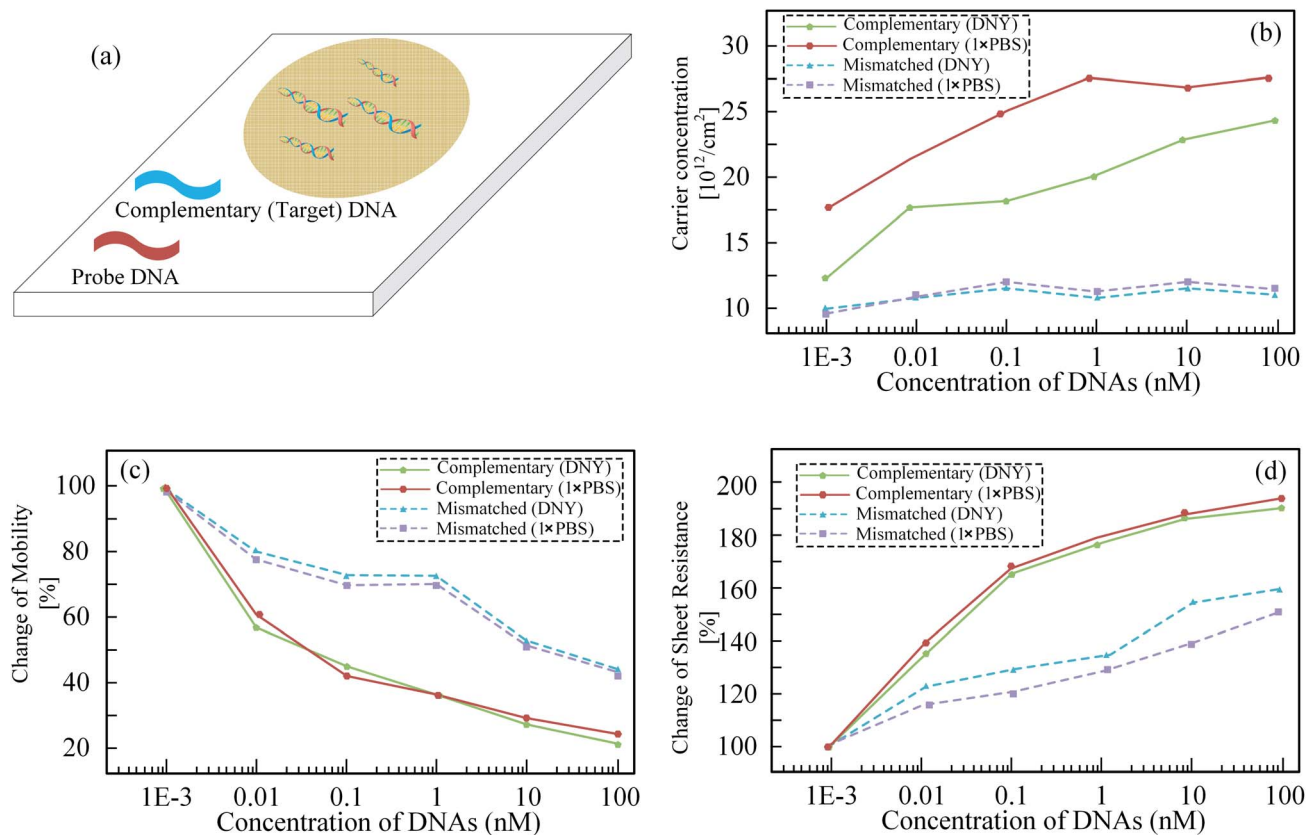 (a)
Complementary (Target) DNA
Probe DNA
(b)
Complementary (DNY)
Complementary (1×PBS)
Mismatched (DNY)
Mismatched (1×PBS)
Carrier concentration
[10¹²/cm²]
30
25
20
15
10
1E-3 0.01 0.1 1 10 100
Concentration of DNAs (nM)
(c)
Complementary (DNY)
Complementary (1×PBS)
Mismatched (DNY)
Mismatched (1×PBS)
Change of Mobility
[%]
100
80
60
40
20
1E-3 0.01 0.1 1 10 100
Concentration of DNAs (nM)
(d)
Complementary (DNY)
Complementary (1×PBS)
Mismatched (DNY)
Mismatched (1×PBS)
Change of Sheet Resistance
[%]
200
180
160
140
120
100
1E-3 0.01 0.1 1 10 100
Concentration of DNAs (nM)